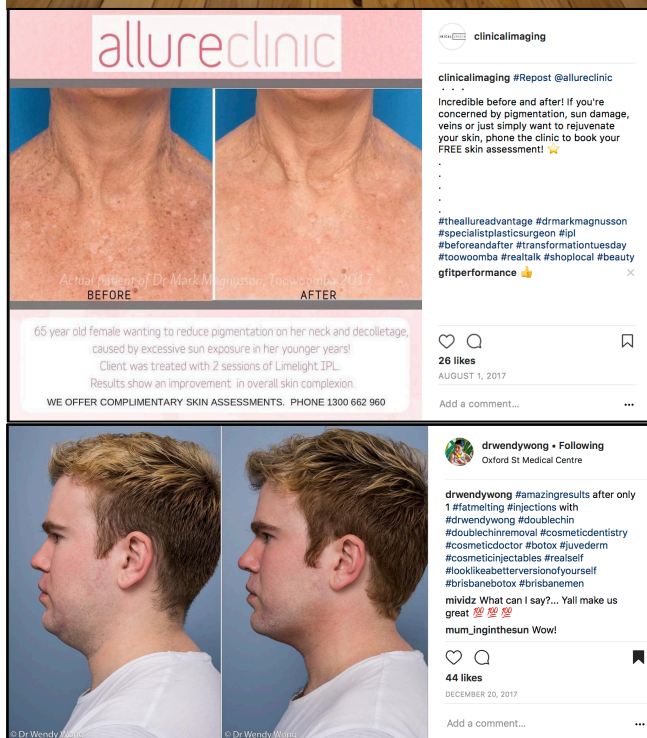 allureclinic
Actual Patient of Dr Mark Magnusson, Toowoomba 2017
BEFORE
AFTER
65 year old female wanting to reduce pigmentation on her neck and decolletage,
caused by excessive sun exposure in her younger years!
Client was treated with 2 sessions of Limelight IPL.
Results show an improvement in overall skin complexion.
WE OFFER COMPLIMENTARY SKIN ASSESSMENTS. PHONE 1300 662 960
clinicalimaging
clinicalimaging #Repost @allureclinic
· · ·
Incredible before and after! If you're
concerned by pigmentation, sun damage,
veins or just simply want to rejuvenate
your skin, phone the clinic to book your
FREE skin assessment! ⭐
.
.
.
.
.
#theallureadvantage #drmarkmagnusson
#specialistplasticsurgeon #ipl
#beforeandafter #transformationtuesday
#toowoomba #realtalk #shoplocal #beauty
gfitperformance 👍
26 likes
AUGUST 1, 2017
Add a comment...
© Dr Wendy Wong
© Dr Wendy Wong
drwendywong • Following
Oxford St Medical Centre
drwendywong #amazingresults after only
1 #fatmelting #injections with
#drwendywong #doublechin
#doublechinremoval #cosmeticdentistry
#cosmeticdoctor #botox #juvederm
#cosmeticinjectables #realself
#looklikeabetterversionofyourself
#brisbanebotox #brisbanemen
mividz What can I say?... Yall make us
great 💯 💯 💯
mum_inginthesun Wow!
44 likes
DECEMBER 20, 2017
Add a comment...